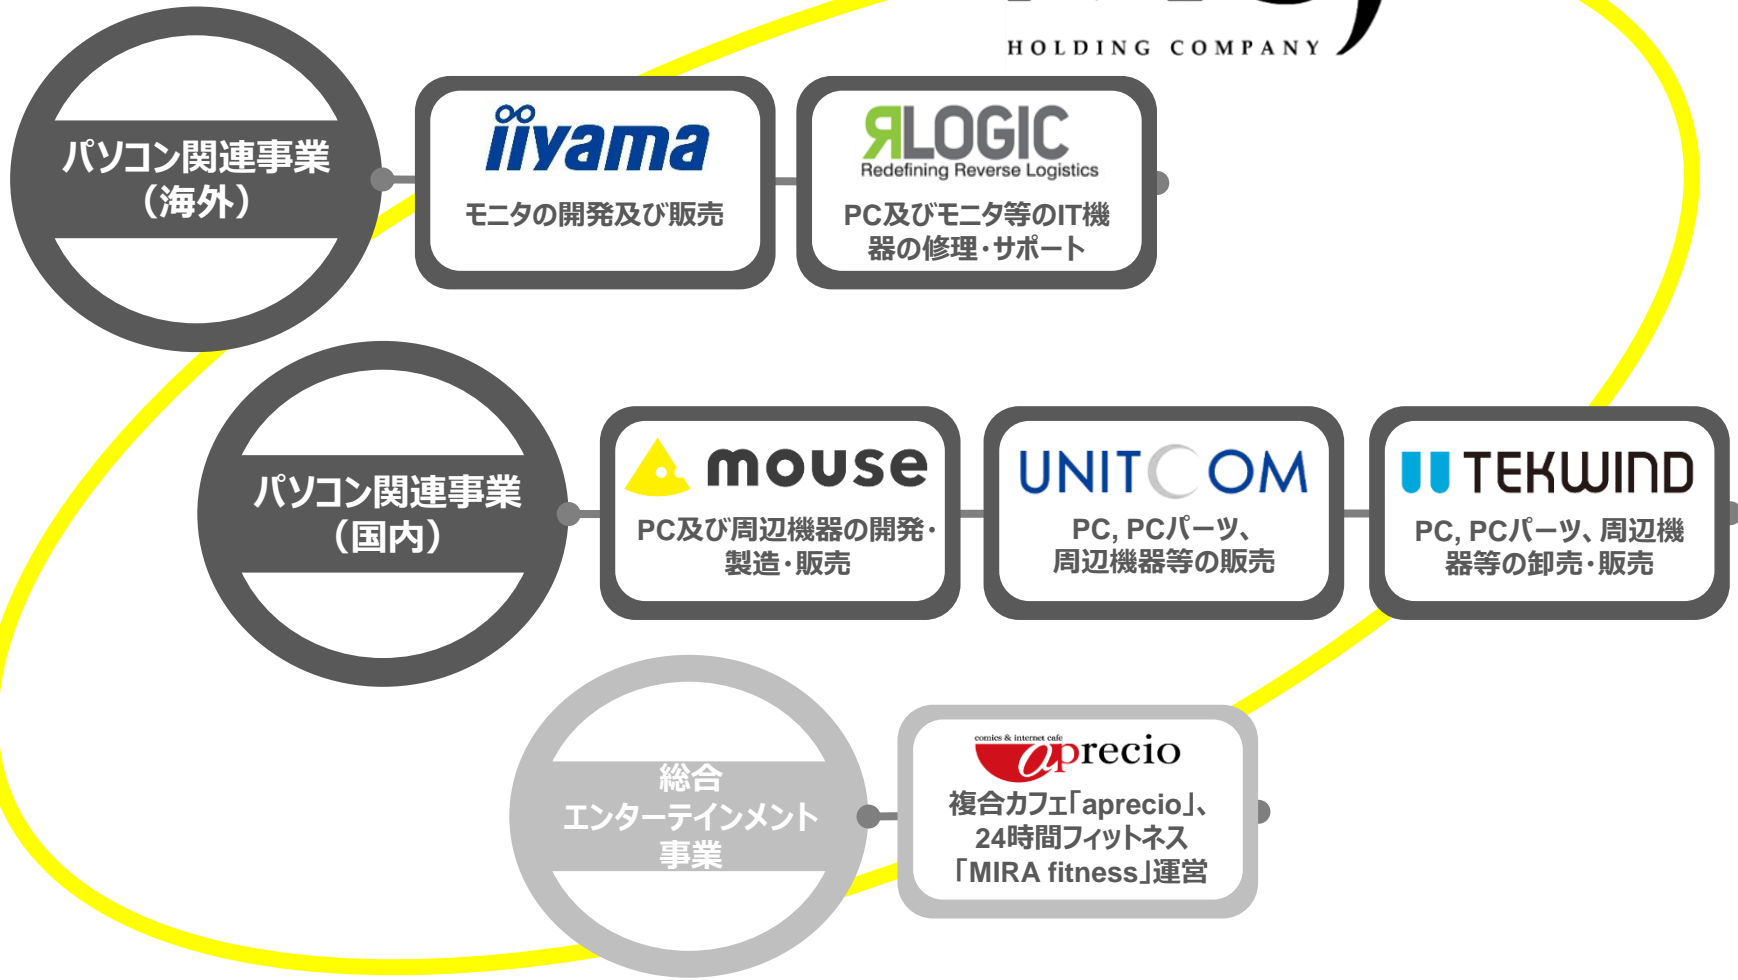 HOLDING COMPANY
パソコン関連事業
（海外）
iiyama
モニタの開発及び販売
RLOGIC
Redefining Reverse Logistics
PC及びモニタ等のIT機
器の修理･サポート
パソコン関連事業
（国内）
mouse
PC及び周辺機器の開発･
製造･販売
UNITCOM
PC, PCパーツ、
周辺機器等の販売
TEKWIND
PC, PCパーツ、周辺機
器等の卸売･販売
総合
エンターテインメント
事業
comics & internet cafe
aprecio
複合カフェ｢aprecio｣、
24時間フィットネス
｢MIRA fitness｣運営